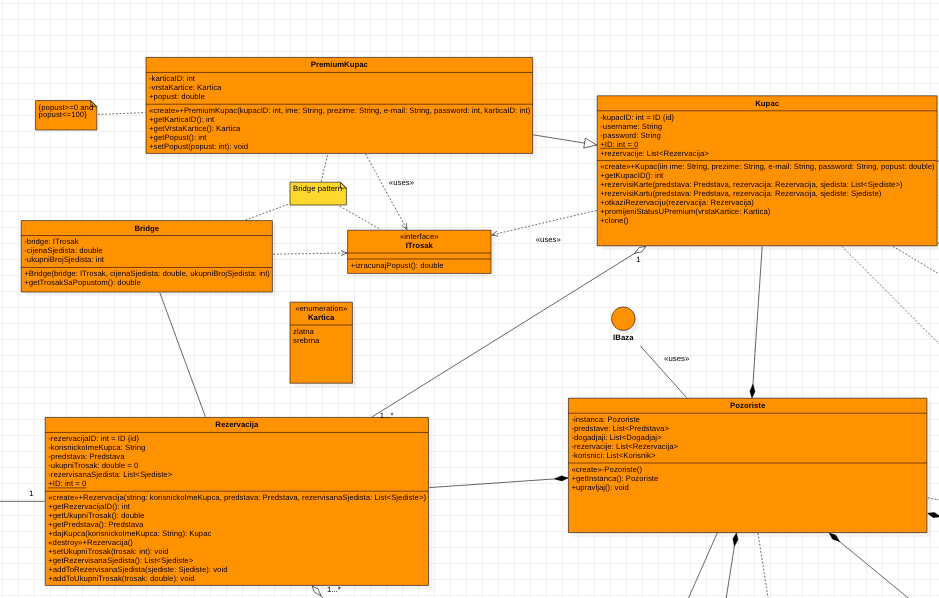 PremiumKupac
-karticaID: int
-vrstaKartice: Kartica
+popust: double
«create»+PremiumKupac(kupacID: int, ime: String, prezime: String, e-mail: String, password: int, karticaID: int)
+getKarticaID(): int
+getVrstaKartice(): Kartica
+getPopust(): int
+setPopust(popust: int): void
{popust>=0 and
popust<=100}
Kupac
-kupacID: int = ID {id}
-username: String
-password: String
+ID: int = 0
+rezervacije: List<Rezervacija>
«create»+Kupac(iin ime: String, prezime: String, e-mail: String, password: String, popust: double)
+getKupacID(): int
+rezervisiKarte(predstava: Predstava, rezervacija: Rezervacija, sjedista: List<Sjediste>)
+rezervisiKartu(predstava: Predstava, rezervacija: Rezervacija, sjediste: Sjediste)
+otkaziRezervaciju(rezervacija: Rezervacija)
+promijeniStatusUPremium(vrstaKartice: Kartica)
+clone()
Bridge pattern
«uses»
Bridge
-bridge: ITrosak
-cijenaSjedista: double
-ukupniBrojSjedista: int
+Bridge(bridge: ITrosak, cijenaSjedista: double, ukupniBrojSjedista: int)
+getTrosakSaPopustom(): double
«interface»
ITrosak
+izracunajPopust(): double
«uses»
1
«enumeration»
Kartica
zlatna
srebrna
IBaza
«uses»
1...*
Rezervacija
-rezervacijaID: int = ID {id}
-korisnickoImeKupca: String
-predstava: Predstava
-ukupniTrosak: double = 0
-rezervisanaSjedista: List<Sjediste>
+ID: int = 0
«create»+Rezervacija(string: korisnickoImeKupca, predstava: Predstava, rezervisanaSjedista: List<Sjediste>)
+getRezervacijaID(): int
+getUkupniTrosak(): double
+getPredstava(): Predstava
+dajKupca(korisnickoImeKupca: String): Kupac
«destroy»+Rezervacija()
+setUkupniTrosak(trosak: int): void
+getRezervisanaSjedista(): List<Sjediste>
+addToRezervisanaSjedista(sjediste: Sjediste): void
+addToUkupniTrosak(trosak: double): void
1
1...*
Pozoriste
-instanca: Pozoriste
-predstave: List<Predstava>
-dogadjaji: List<Dogadjaj>
-rezervacije: List<Rezervacija>
-korisnici: List<Korisnik>
«create»-Pozoriste()
+getInstanca(): Pozoriste
+upravljaj(): void